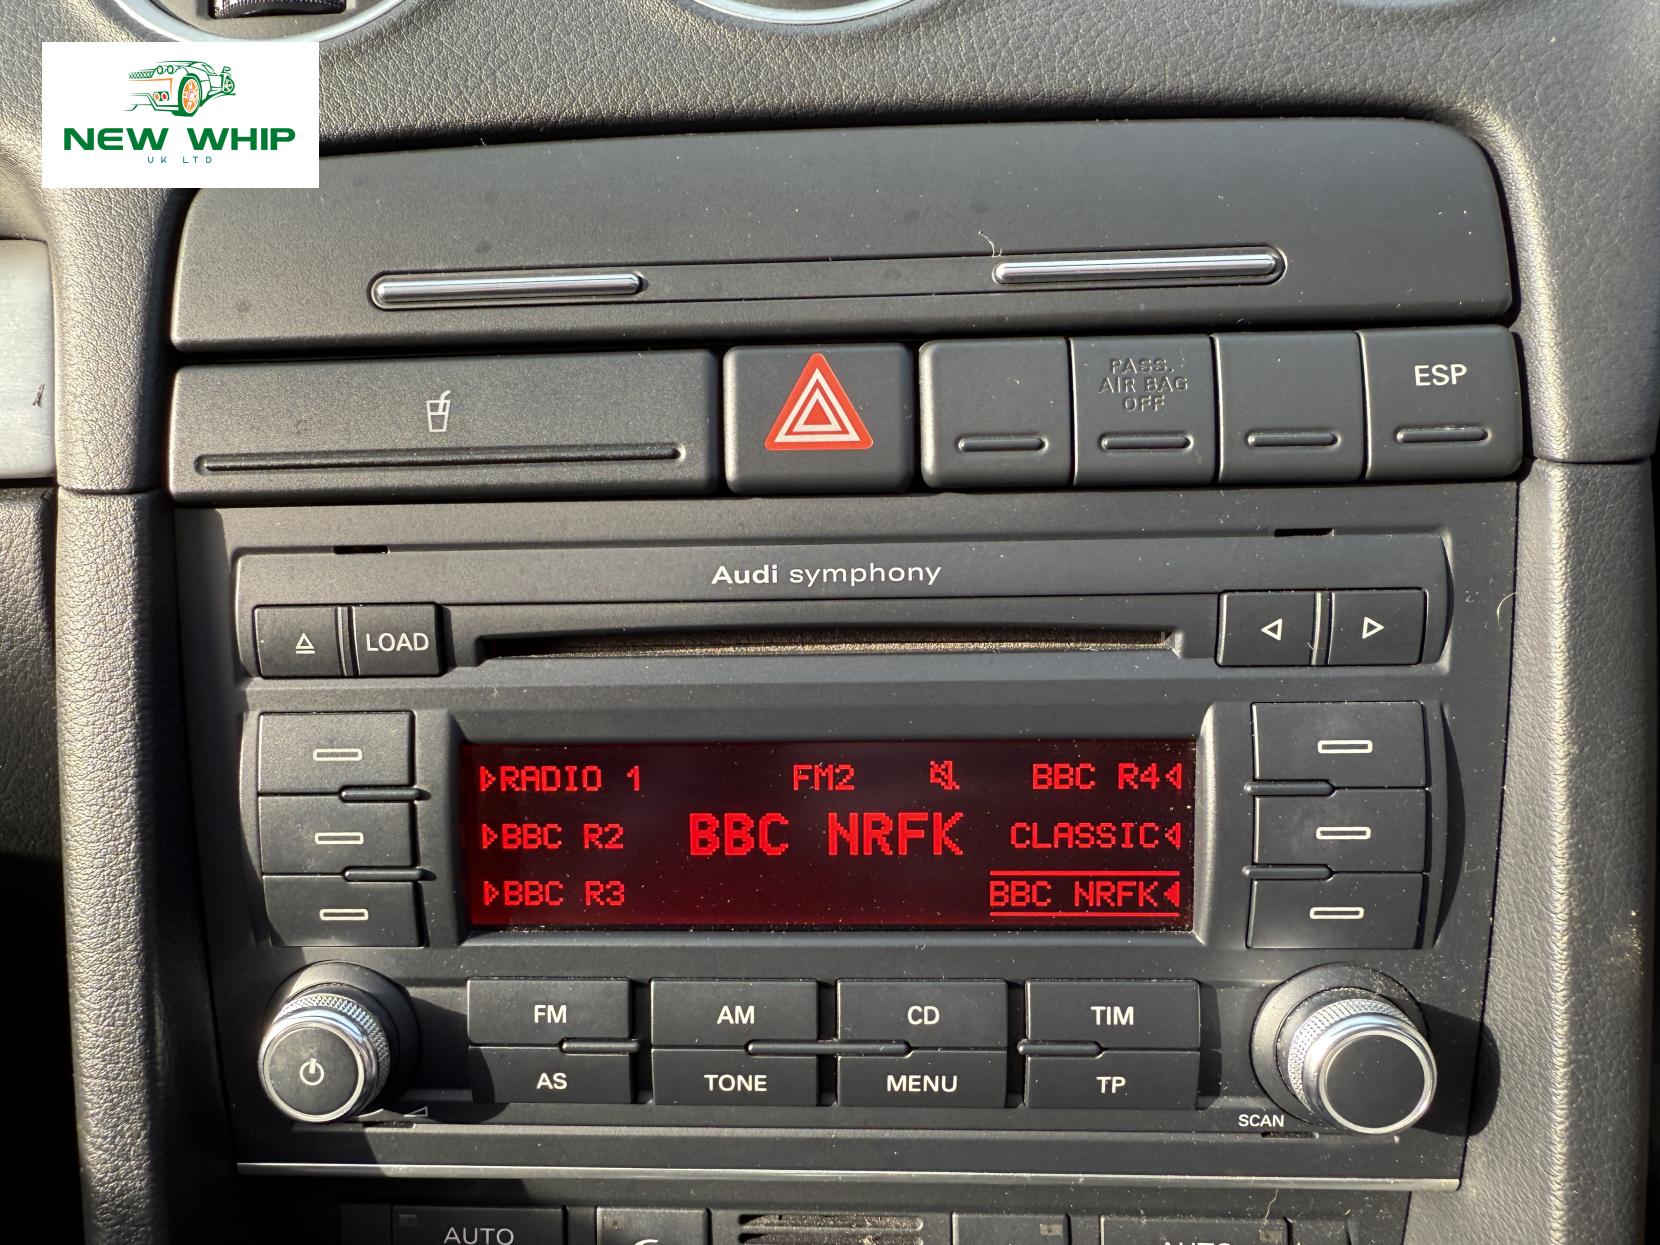 NEW WHIP
UK LTD
PASS.
AIR BAG
OFF
ESP
Audi symphony
LOAD
RADIO 1
FM2
BBC R4
BBC R2
BBC NRFK
CLASSIC
BBC R3
BBC NRFK
FM
AM
CD
TIM
AS
TONE
MENU
TP
SCAN
AUTO
AUTO